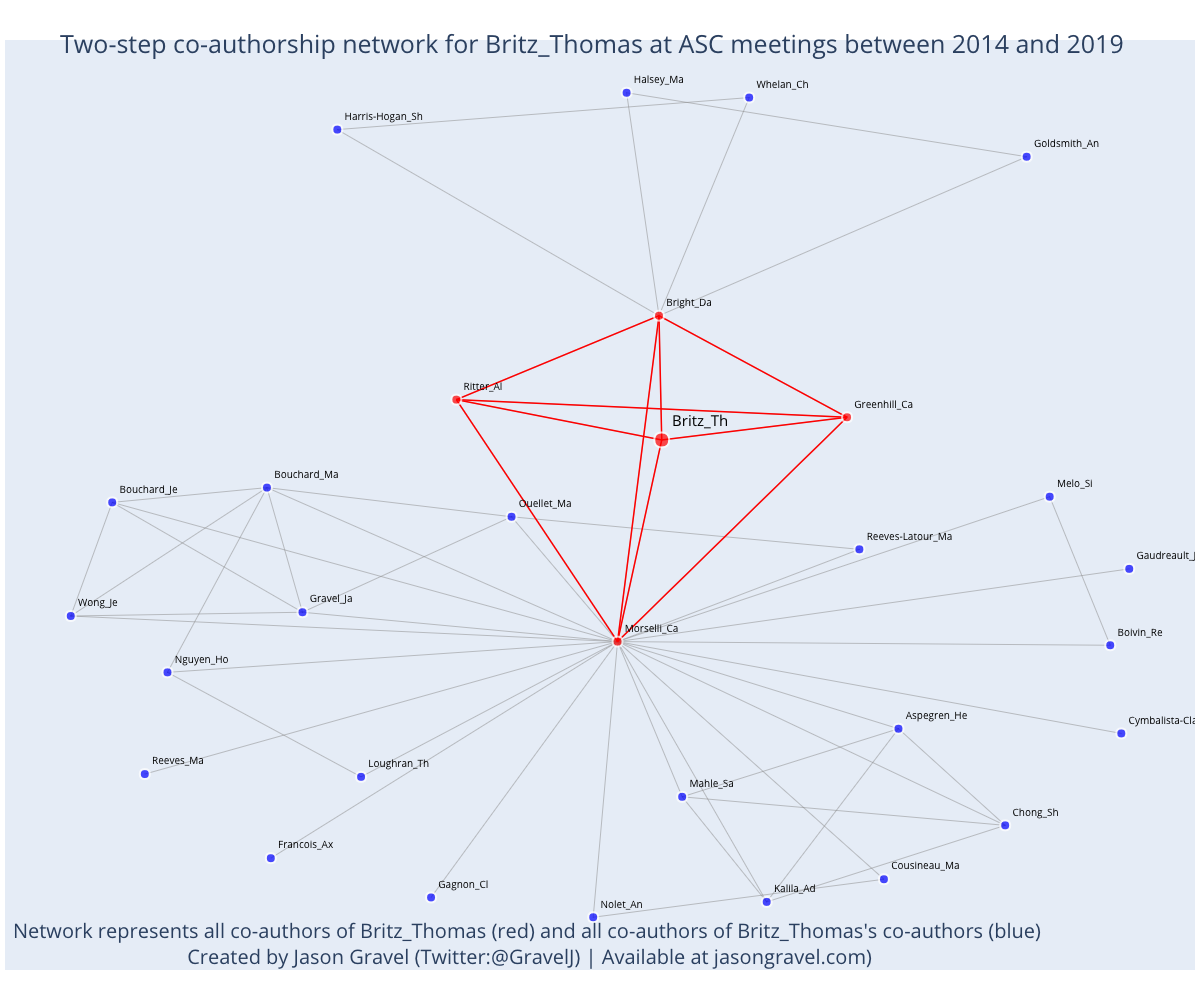 Two-step co-authorship network for Britz_Thomas at ASC meetings between 2014 and 2019
Halsey_Ma
Whelan_Ch
Harris-Hogan_Sh
Goldsmith_An
Bright_Da
Ritter_Al
Greenhill_Ca
Britz_Th
Bouchard_Ma
Melo_Si
Bouchard_Je
Ouellet_Ma
Reeves-Latour_Ma
Gaudreault_J
Gravel_Ja
Wong_Je
Morselli_Ca
Boivin_Re
Nguyen_Ho
Aspegren_He
Cymbalista-Cla
Reeves_Ma
Loughran_Th
Mahle_Sa
Chong_Sh
Francois_Ax
Cousineau_Ma
Gagnon_Cl
Kalila_Ad
Nolet_An
Network represents all co-authors of Britz_Thomas (red) and all co-authors of Britz_Thomas's co-authors (blue)
Created by Jason Gravel (Twitter:@GravelJ) | Available at jasongravel.com)